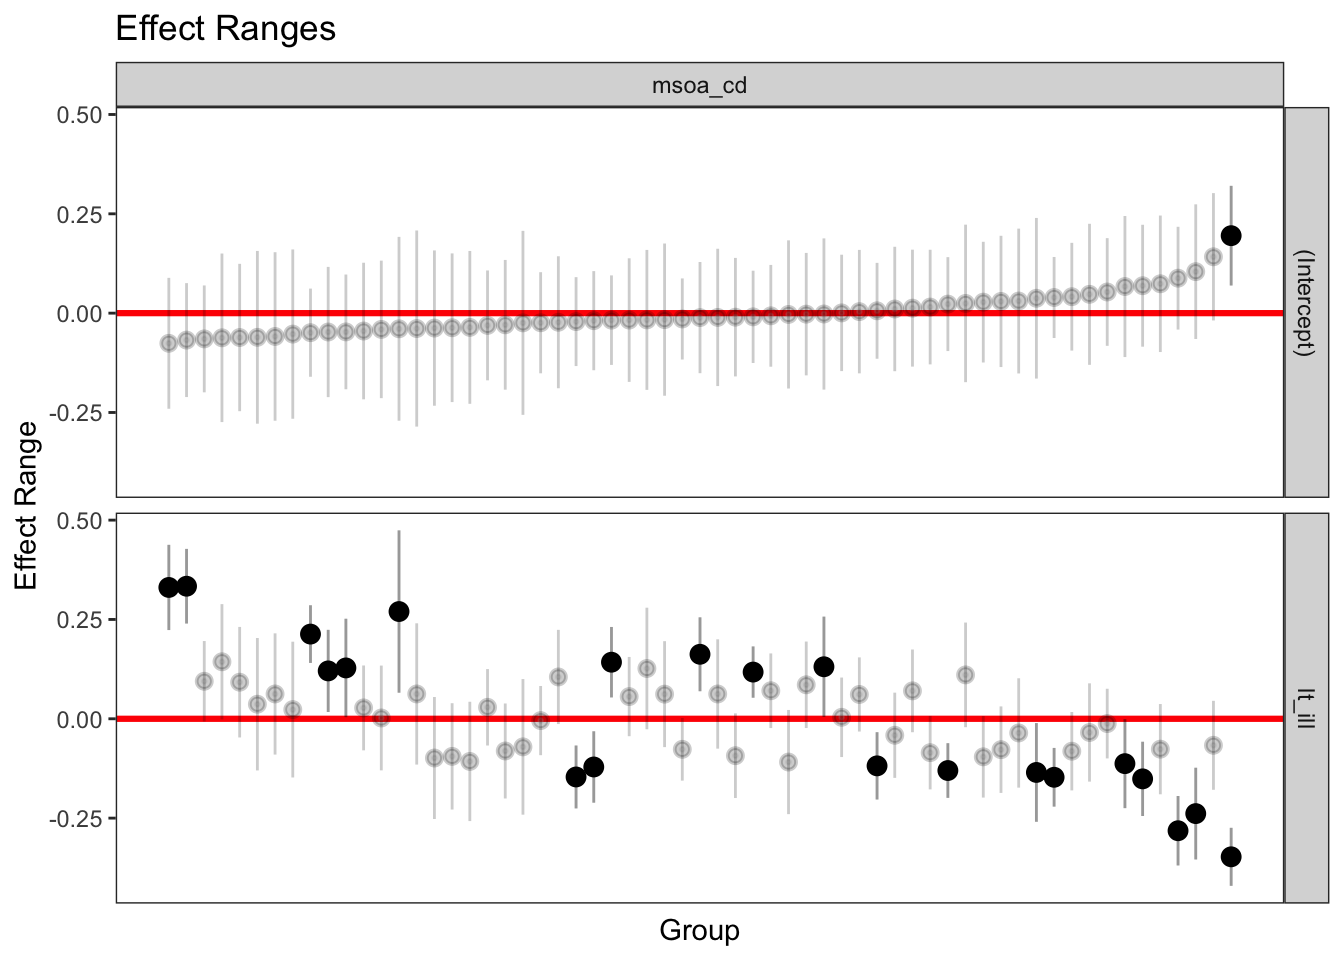 Effect Ranges
msoa_cd
0.50
0.25
0.00
-0.25
(Intercept)
Effect Range
0.50
0.25
0.00
-0.25
lt_ill
Group